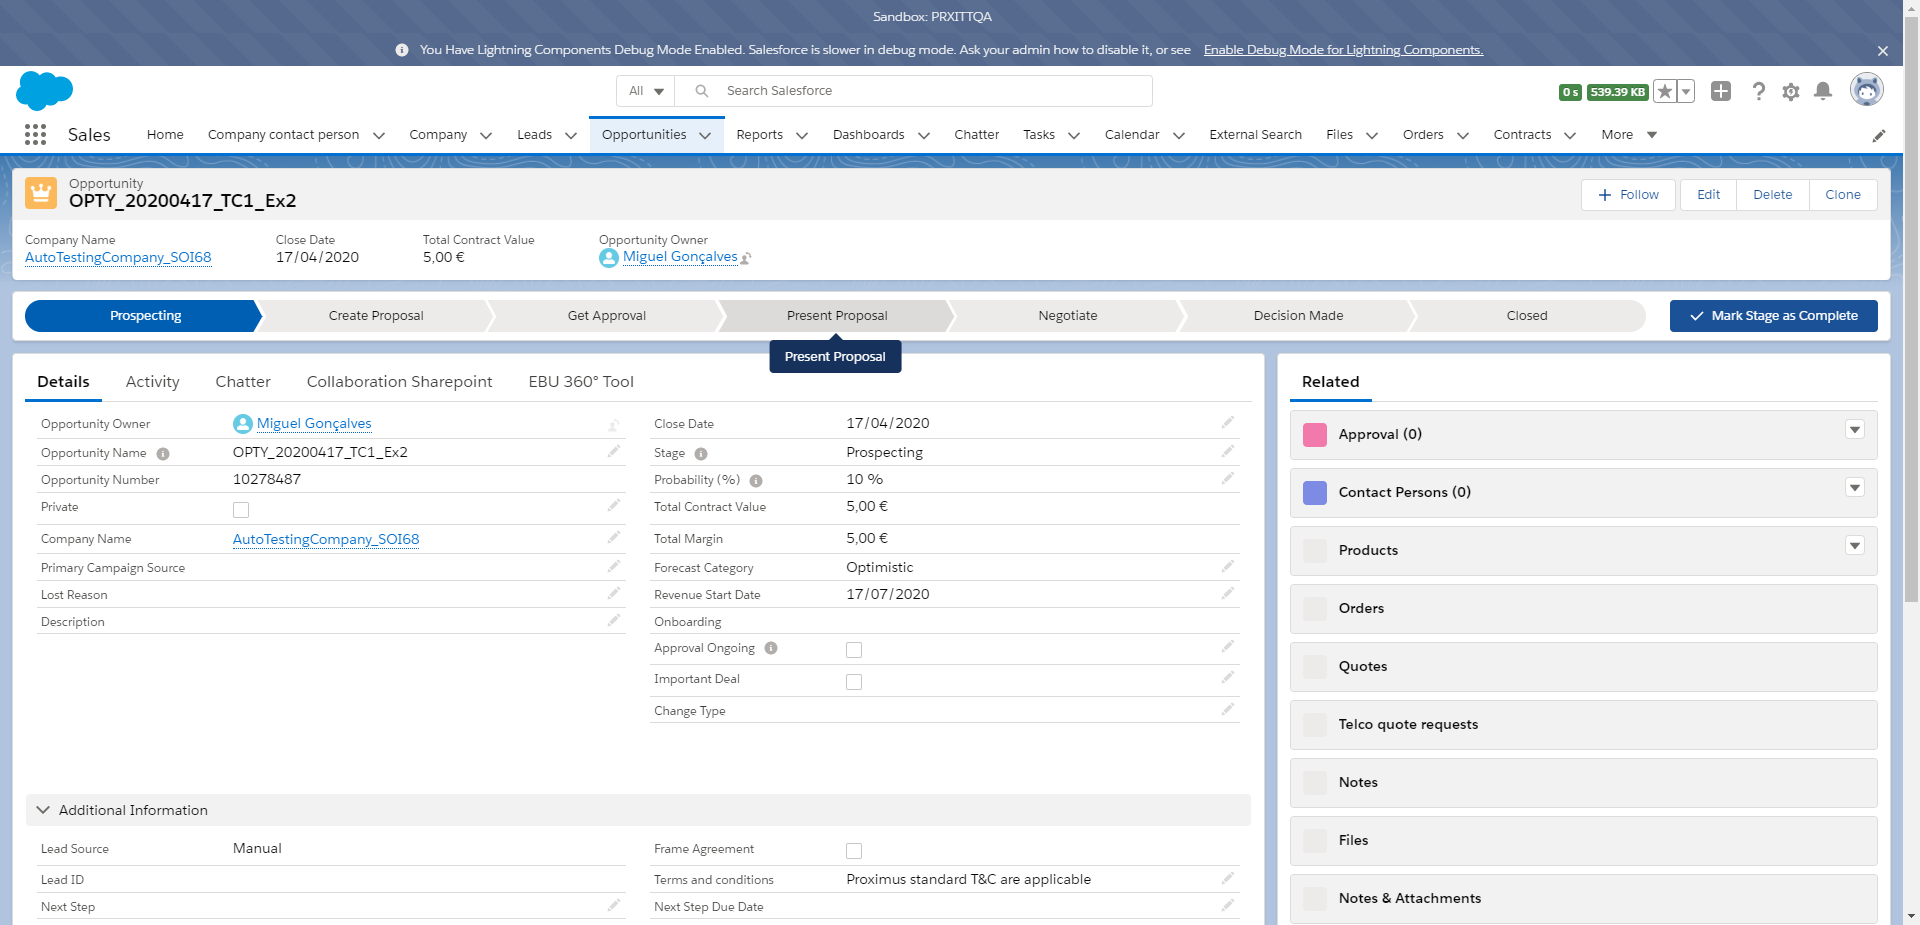 Sandbox: PRXITTQA
You Have Lightning Components Debug Mode Enabled. Salesforce is slower in debug mode. Ask your admin how to disable it, or see Enable Debug Mode for Lightning Components.
All Search Salesforce 0 s 539.39 KB
Sales Home Company contact person Company Leads Opportunities Reports Dashboards Chatter Tasks Calendar External Search Files Orders Contracts More
Opportunity
OPTY_20200417_TC1_Ex2
Follow Edit Delete Clone
Company Name Close Date Total Contract Value Opportunity Owner
AutoTestingCompany_SOI68 17/04/2020 5,00 € Miguel Gonçalves
Prospecting Create Proposal Get Approval Present Proposal Negotiate Decision Made Closed Mark Stage as Complete
Present Proposal
Details Activity Chatter Collaboration Sharepoint EBU 360° Tool
Opportunity Owner Miguel Gonçalves
Opportunity Name OPTY_20200417_TC1_Ex2
Opportunity Number 10278487
Private
Company Name AutoTestingCompany_SOI68
Primary Campaign Source
Lost Reason
Description
Close Date 17/04/2020
Stage Prospecting
Probability (%) 10 %
Total Contract Value 5,00 €
Total Margin 5,00 €
Forecast Category Optimistic
Revenue Start Date 17/07/2020
Onboarding
Approval Ongoing
Important Deal
Change Type
Additional Information
Lead Source Manual
Lead ID
Next Step
Frame Agreement
Terms and conditions Proximus standard T&C are applicable
Next Step Due Date
Related
Approval (0)
Contact Persons (0)
Products
Orders
Quotes
Telco quote requests
Notes
Files
Notes & Attachments